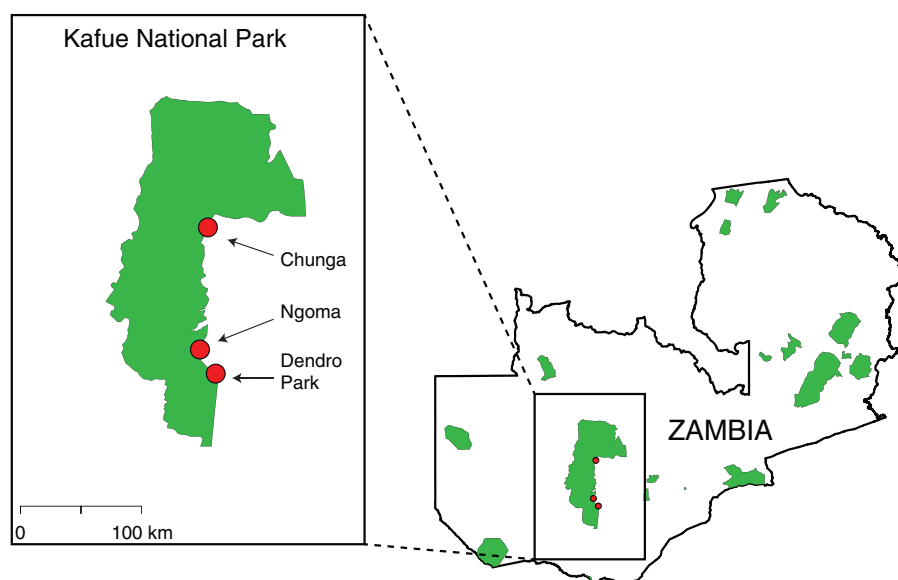 Kafue National Park
Chunga
Ngoma
Dendro
Park
ZAMBIA
0
100 km